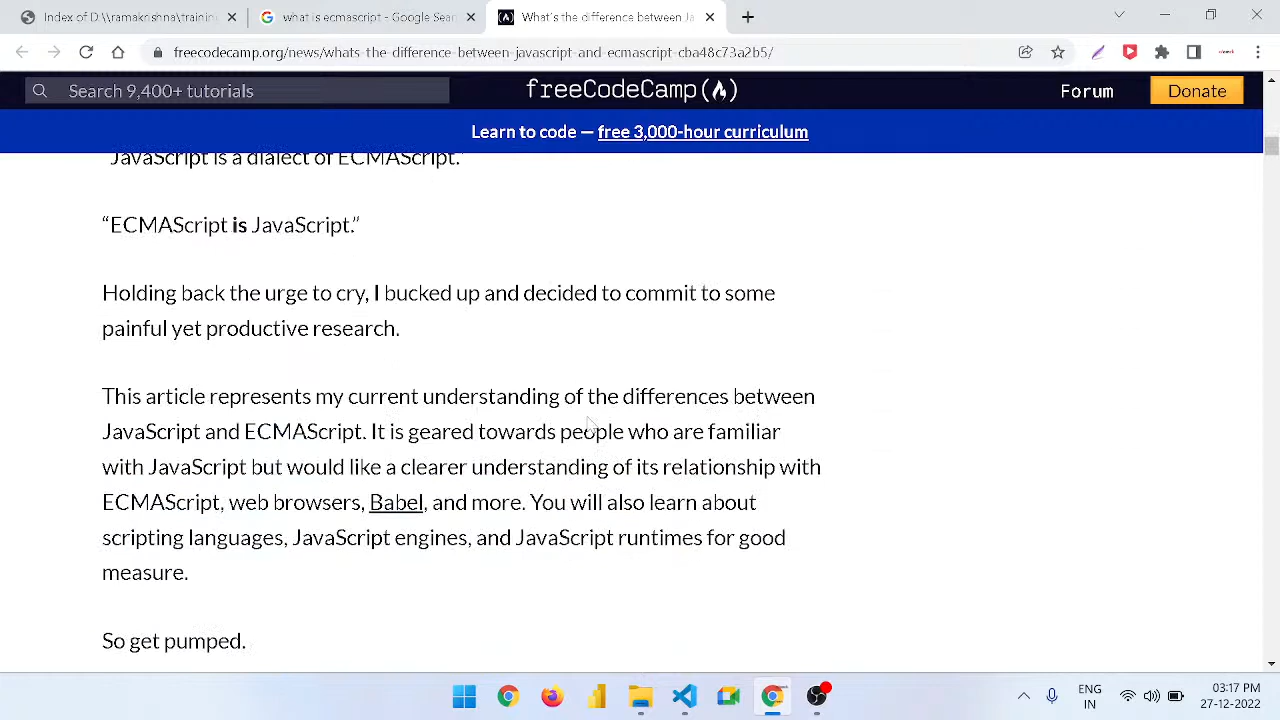 Index of D:\\ramakrishna\trainin
what is ecmascript - Google Sear
What's the difference between Ja
freecodecamp.org/news/whats-the-difference-between-javascript-and-ecmascript-cba48c73a2b5/
Search 9,400+ tutorials
freeCodeCamp
Forum
Donate
Learn to code — free 3,000-hour curriculum
"JavaScript is a dialect of ECMAScript."
“ECMAScript is JavaScript.”
Holding back the urge to cry, I bucked up and decided to commit to some
painful yet productive research.
This article represents my current understanding of the differences between
JavaScript and ECMAScript. It is geared towards people who are familiar
with JavaScript but would like a clearer understanding of its relationship with
ECMAScript, web browsers, Babel, and more. You will also learn about
scripting languages, JavaScript engines, and JavaScript runtimes for good
measure.
So get pumped.
ENG
IN
03:17 PM
27-12-2022